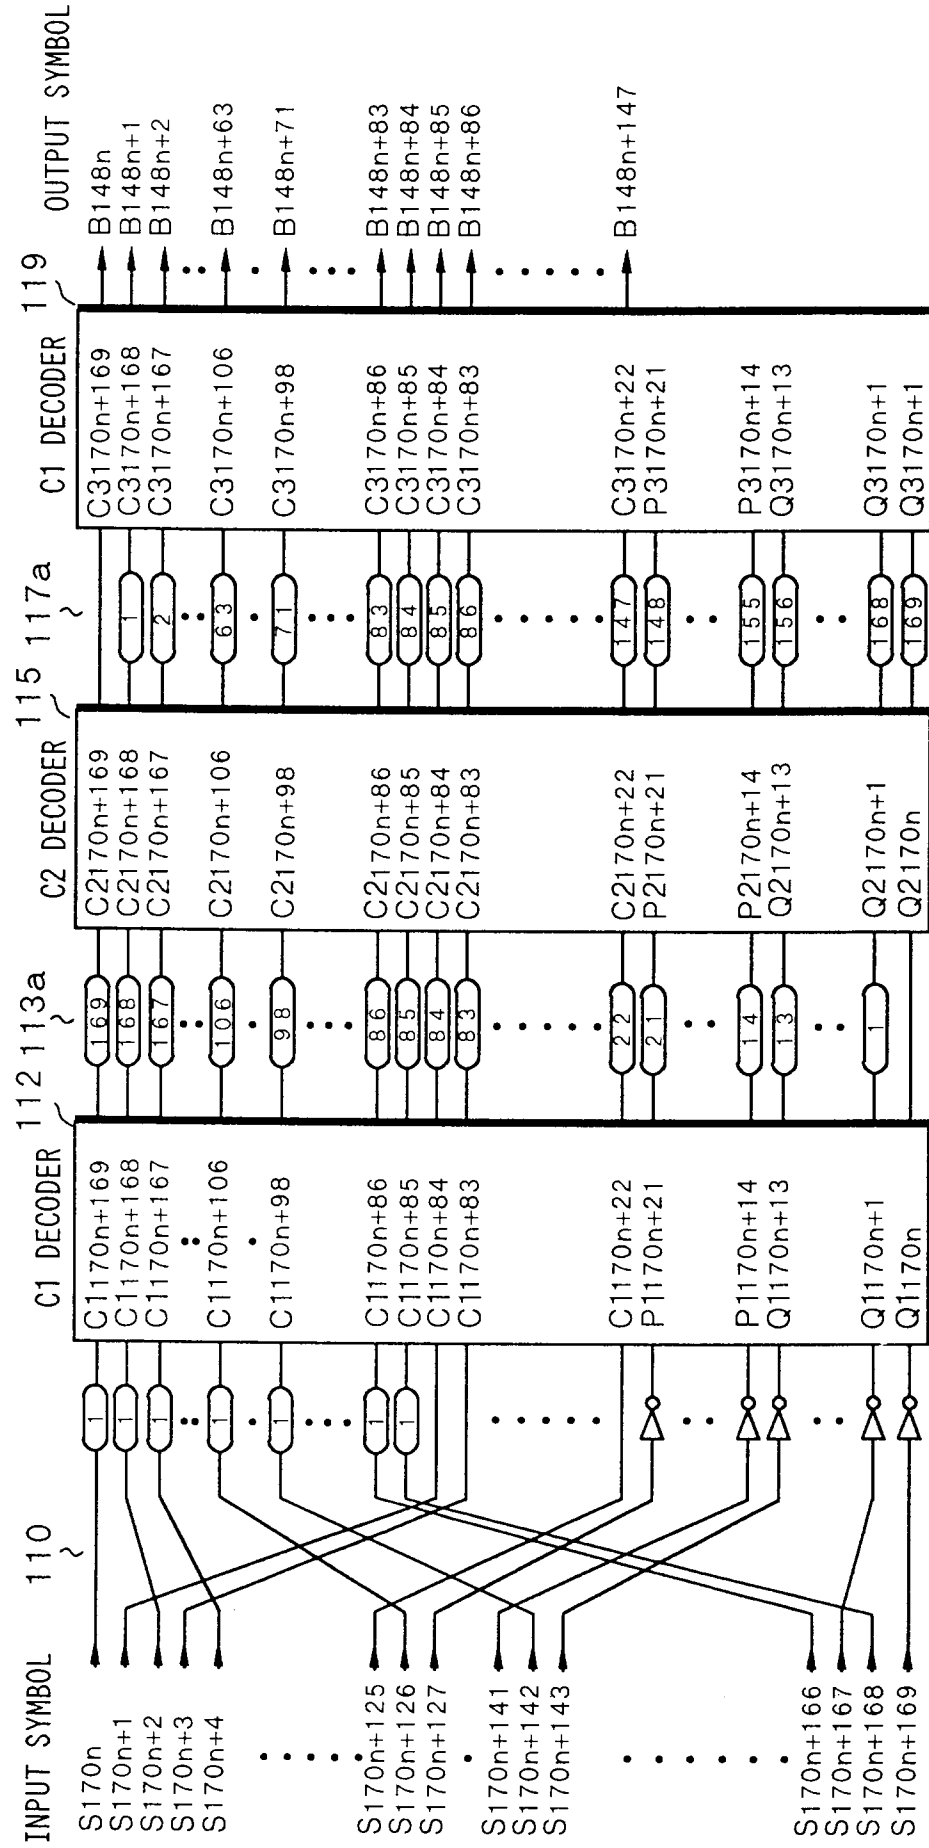 INPUT SYMBOL
S170n
S170n+1
S170n+2
S170n+3
S170n+4
S170n+125
S170n+126
S170n+127
S170n+141
S170n+142
S170n+143
S170n+166
S170n+167
S170n+168
S170n+169
110
1
1
1
1
1
1
1
C1 DECODER
112
C1170n+169
C1170n+168
C1170n+167
C1170n+106
C1170n+98
C1170n+86
C1170n+85
C1170n+84
C1170n+83
C1170n+22
P1170n+21
P1170n+14
Q1170n+13
Q1170n+1
Q1170n
113a
169
168
167
106
98
86
85
84
83
22
21
14
13
1
C2 DECODER
115
C2170n+169
C2170n+168
C2170n+167
C2170n+106
C2170n+98
C2170n+86
C2170n+85
C2170n+84
C2170n+83
C2170n+22
P2170n+21
P2170n+14
Q2170n+13
Q2170n+1
Q2170n
117a
1
2
63
71
83
84
85
86
147
148
155
156
168
169
C1 DECODER
119
C3170n+169
C3170n+168
C3170n+167
C3170n+106
C3170n+98
C3170n+86
C3170n+85
C3170n+84
C3170n+83
C3170n+22
P3170n+21
P3170n+14
Q3170n+13
Q3170n+1
Q3170n+1
OUTPUT SYMBOL
B148n
B148n+1
B148n+2
B148n+63
B148n+71
B148n+83
B148n+84
B148n+85
B148n+86
B148n+147